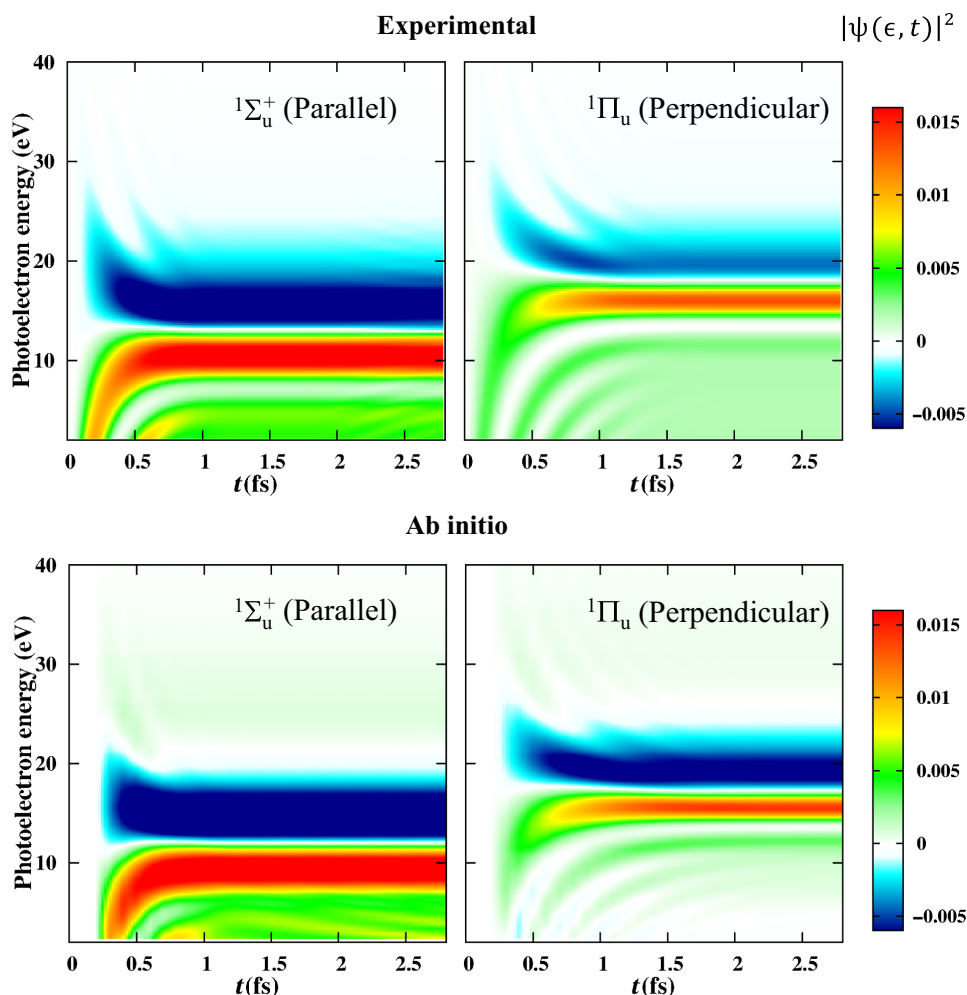 Experimental
|ψ(ϵ, t)|²
¹Σᵤ⁺ (Parallel)
¹Πᵤ (Perpendicular)
Photoelectron energy (eV)
40
30
20
10
0 0.5 1 1.5 2 2.5
t(fs)
0 0.5 1 1.5 2 2.5
t(fs)
0.015
0.01
0.005
0
−0.005
Ab initio
¹Σᵤ⁺ (Parallel)
¹Πᵤ (Perpendicular)
Photoelectron energy (eV)
40
30
20
10
0 0.5 1 1.5 2 2.5
t(fs)
0 0.5 1 1.5 2 2.5
t(fs)
0.015
0.01
0.005
0
−0.005